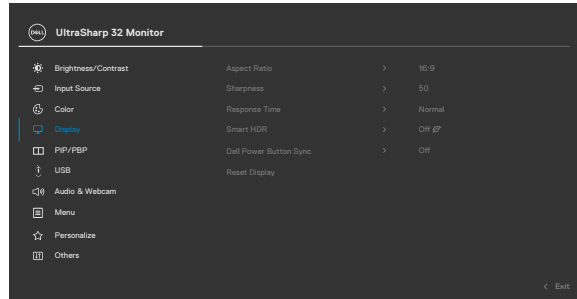 DELL UltraSharp 32 Monitor
Brightness/Contrast Aspect Ratio > 16:9
Input Source Sharpness > 50
Color Response Time > Normal
Display Smart HDR > Off
PIP/PBP Dell Power Button Sync > Off
USB Reset Display
Audio & Webcam
Menu
Personalize
Others
< Exit